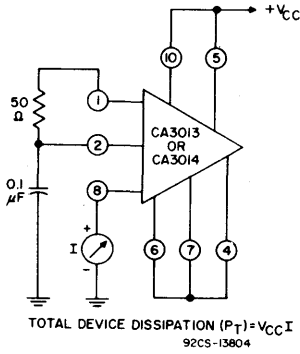 +VCC
10
5
50
Ω
1
CA3013
OR
CA3014
2
0.1
μF
8
+
I
-
6
7
4
TOTAL DEVICE DISSIPATION (PT)=VCC I
92CS-13804